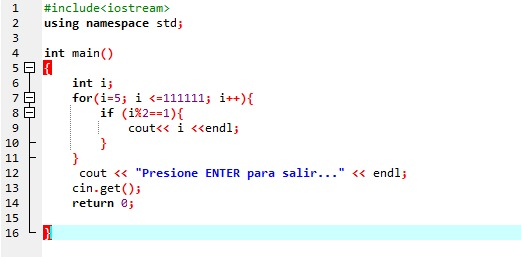 1 #include<iostream>
2 using namespace std;
3
4 int main()
5 {
6 int i;
7 for(i=5; i <=111111; i++){
8 if (i%2==1){
9 cout<< i <<endl;
10 }
11 }
12 cout << "Presione ENTER para salir..." << endl;
13 cin.get();
14 return 0;
15
16 }